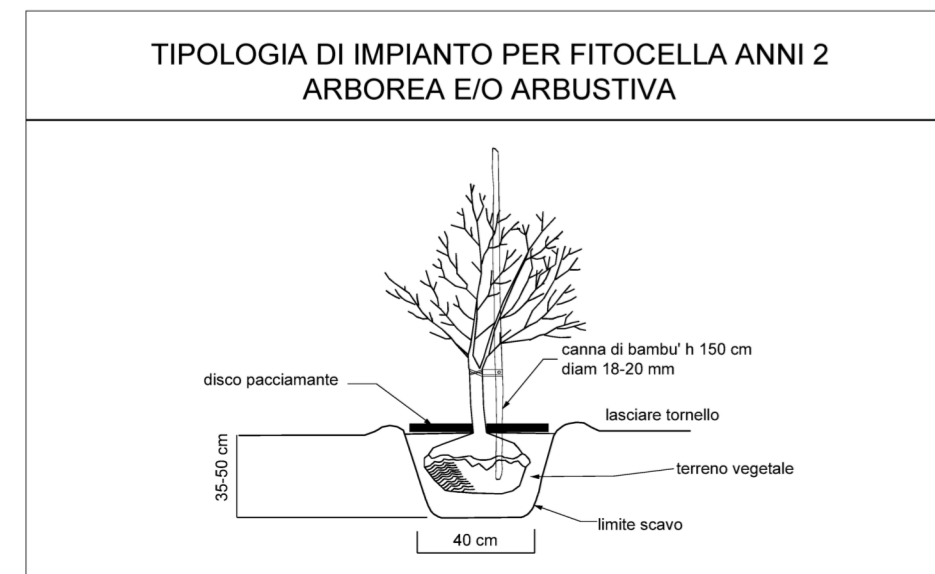 TIPOLOGIA DI IMPIANTO PER FITOCELLA ANNI 2
ARBOREA E/O ARBUSTIVA
canna di bambu' h 150 cm
diam 18-20 mm
disco pacciamante
lasciare tornello
35-50 cm
terreno vegetale
limite scavo
40 cm